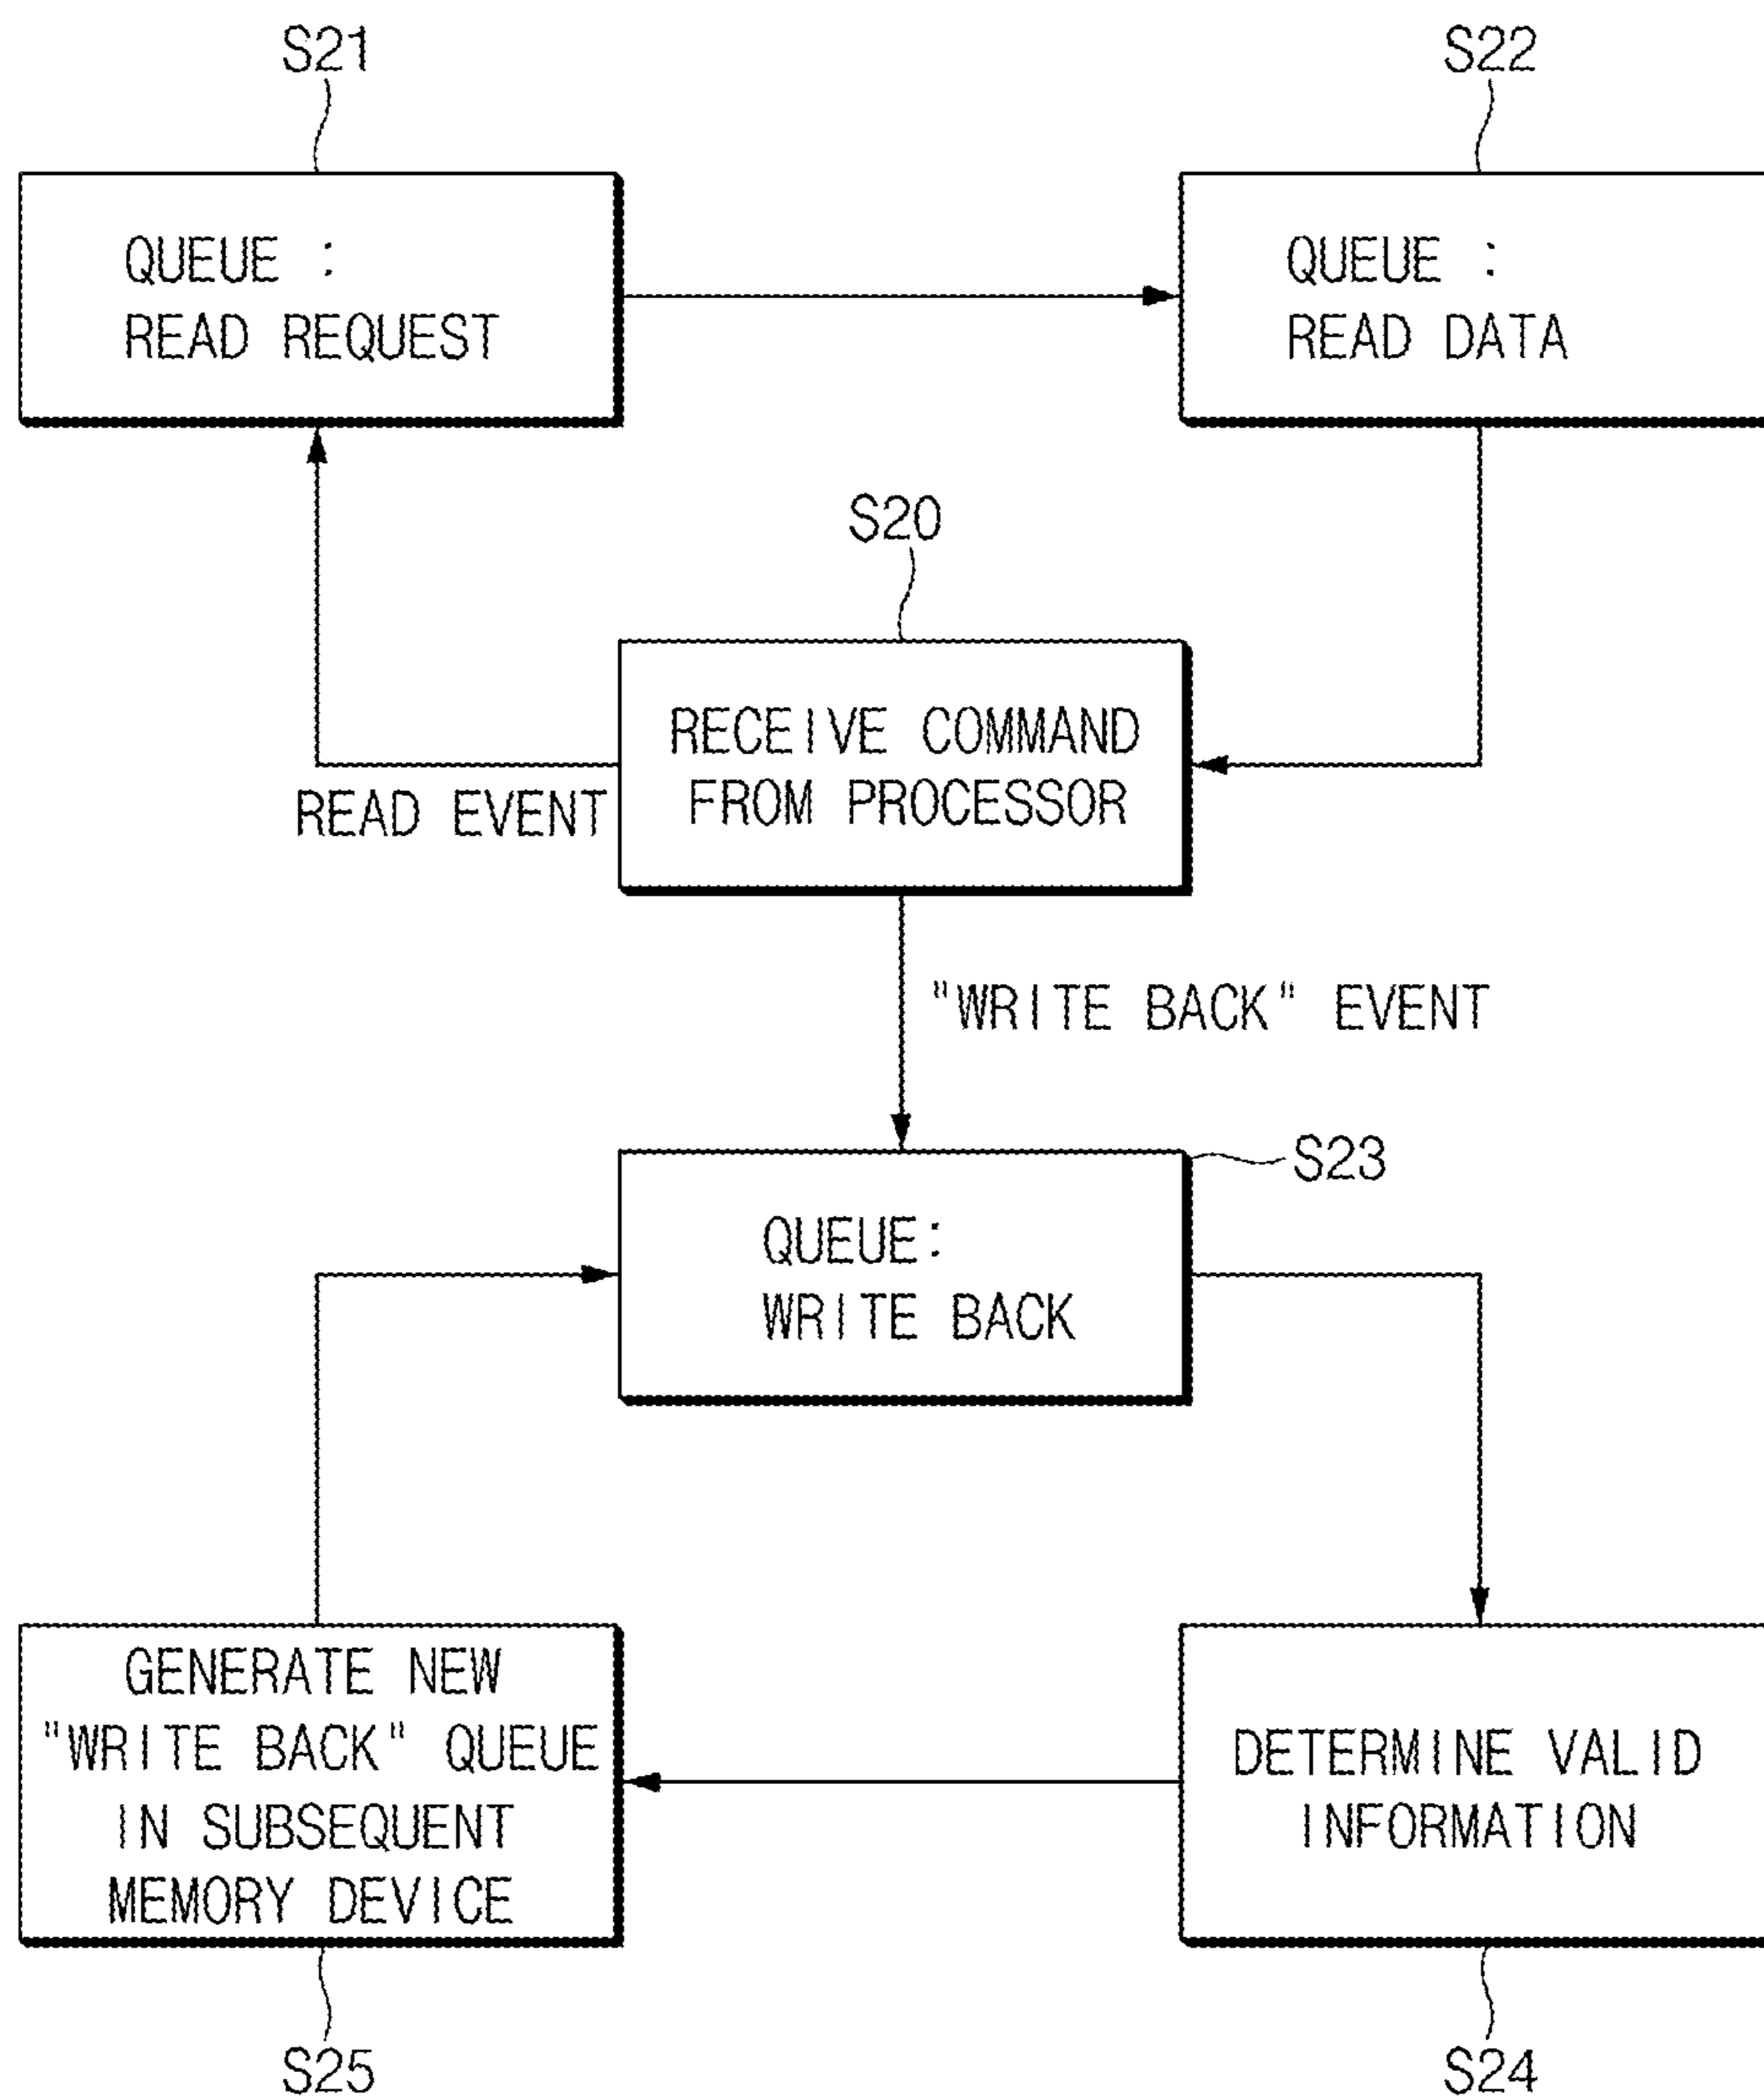 S21
S22
QUEUE :
READ REQUEST
QUEUE :
READ DATA
S20
RECEIVE COMMAND
FROM PROCESSOR
READ EVENT
"WRITE BACK" EVENT
S23
QUEUE:
WRITE BACK
GENERATE NEW
"WRITE BACK" QUEUE
IN SUBSEQUENT
MEMORY DEVICE
DETERMINE VALID
INFORMATION
S25
S24